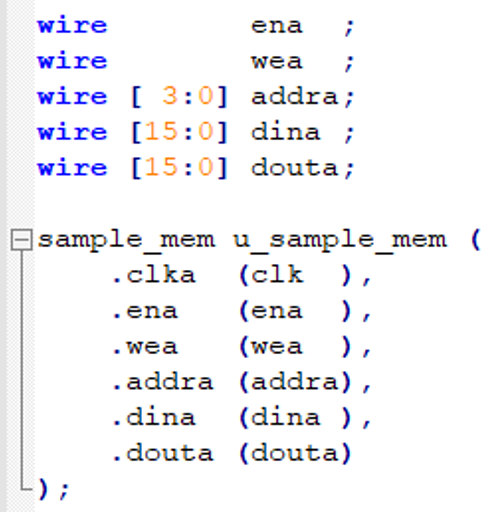 wire          ena  ;
wire          wea  ;
wire [ 3:0] addra;
wire [15:0] dina ;
wire [15:0] douta;
sample_mem u_sample_mem (
    .clka  (clk  ),
    .ena   (ena  ),
    .wea   (wea  ),
    .addra (addra),
    .dina  (dina ),
    .douta (douta)
);